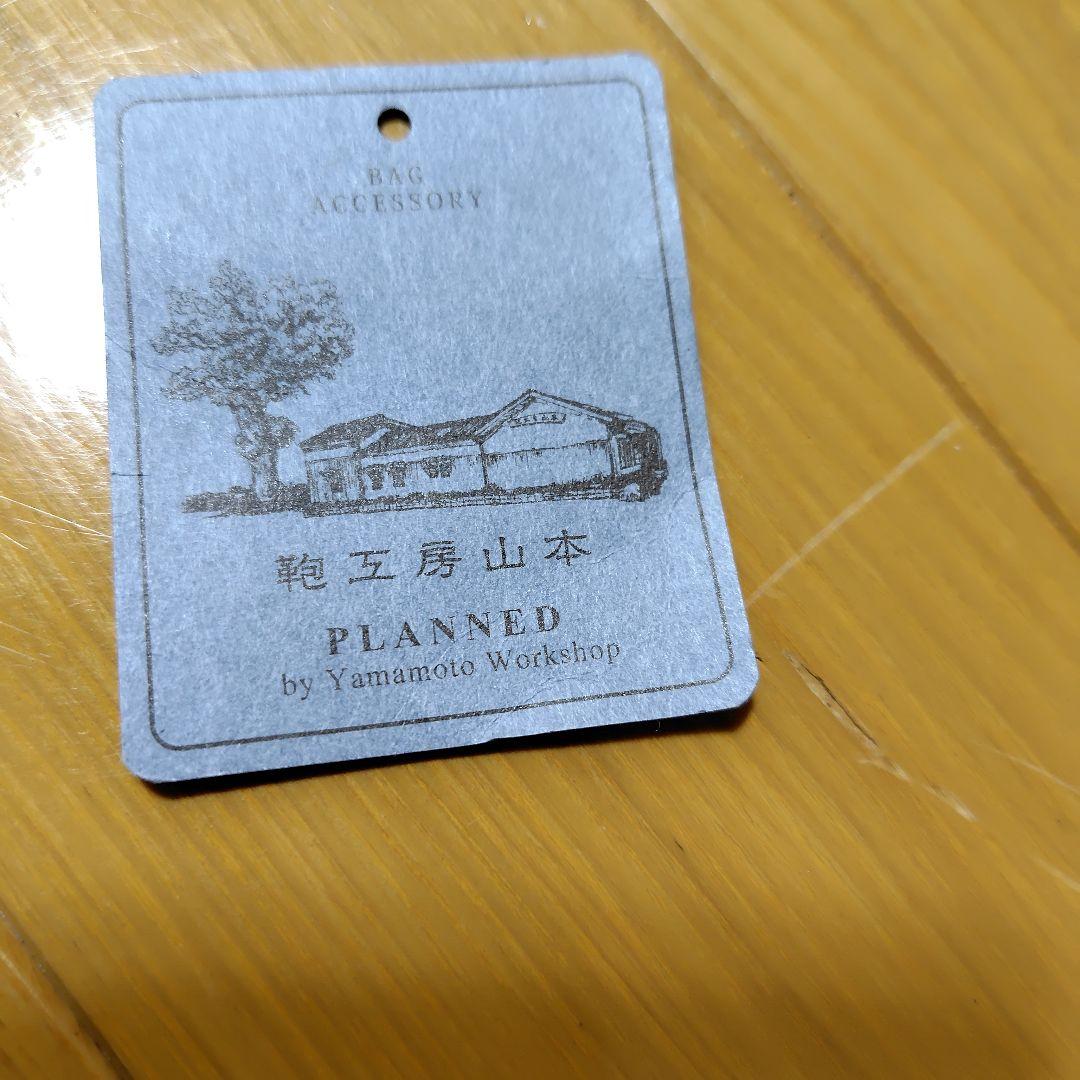 BAG
ACCESSORY
鞄工房山本
PLANNED
by Yamamoto Workshop